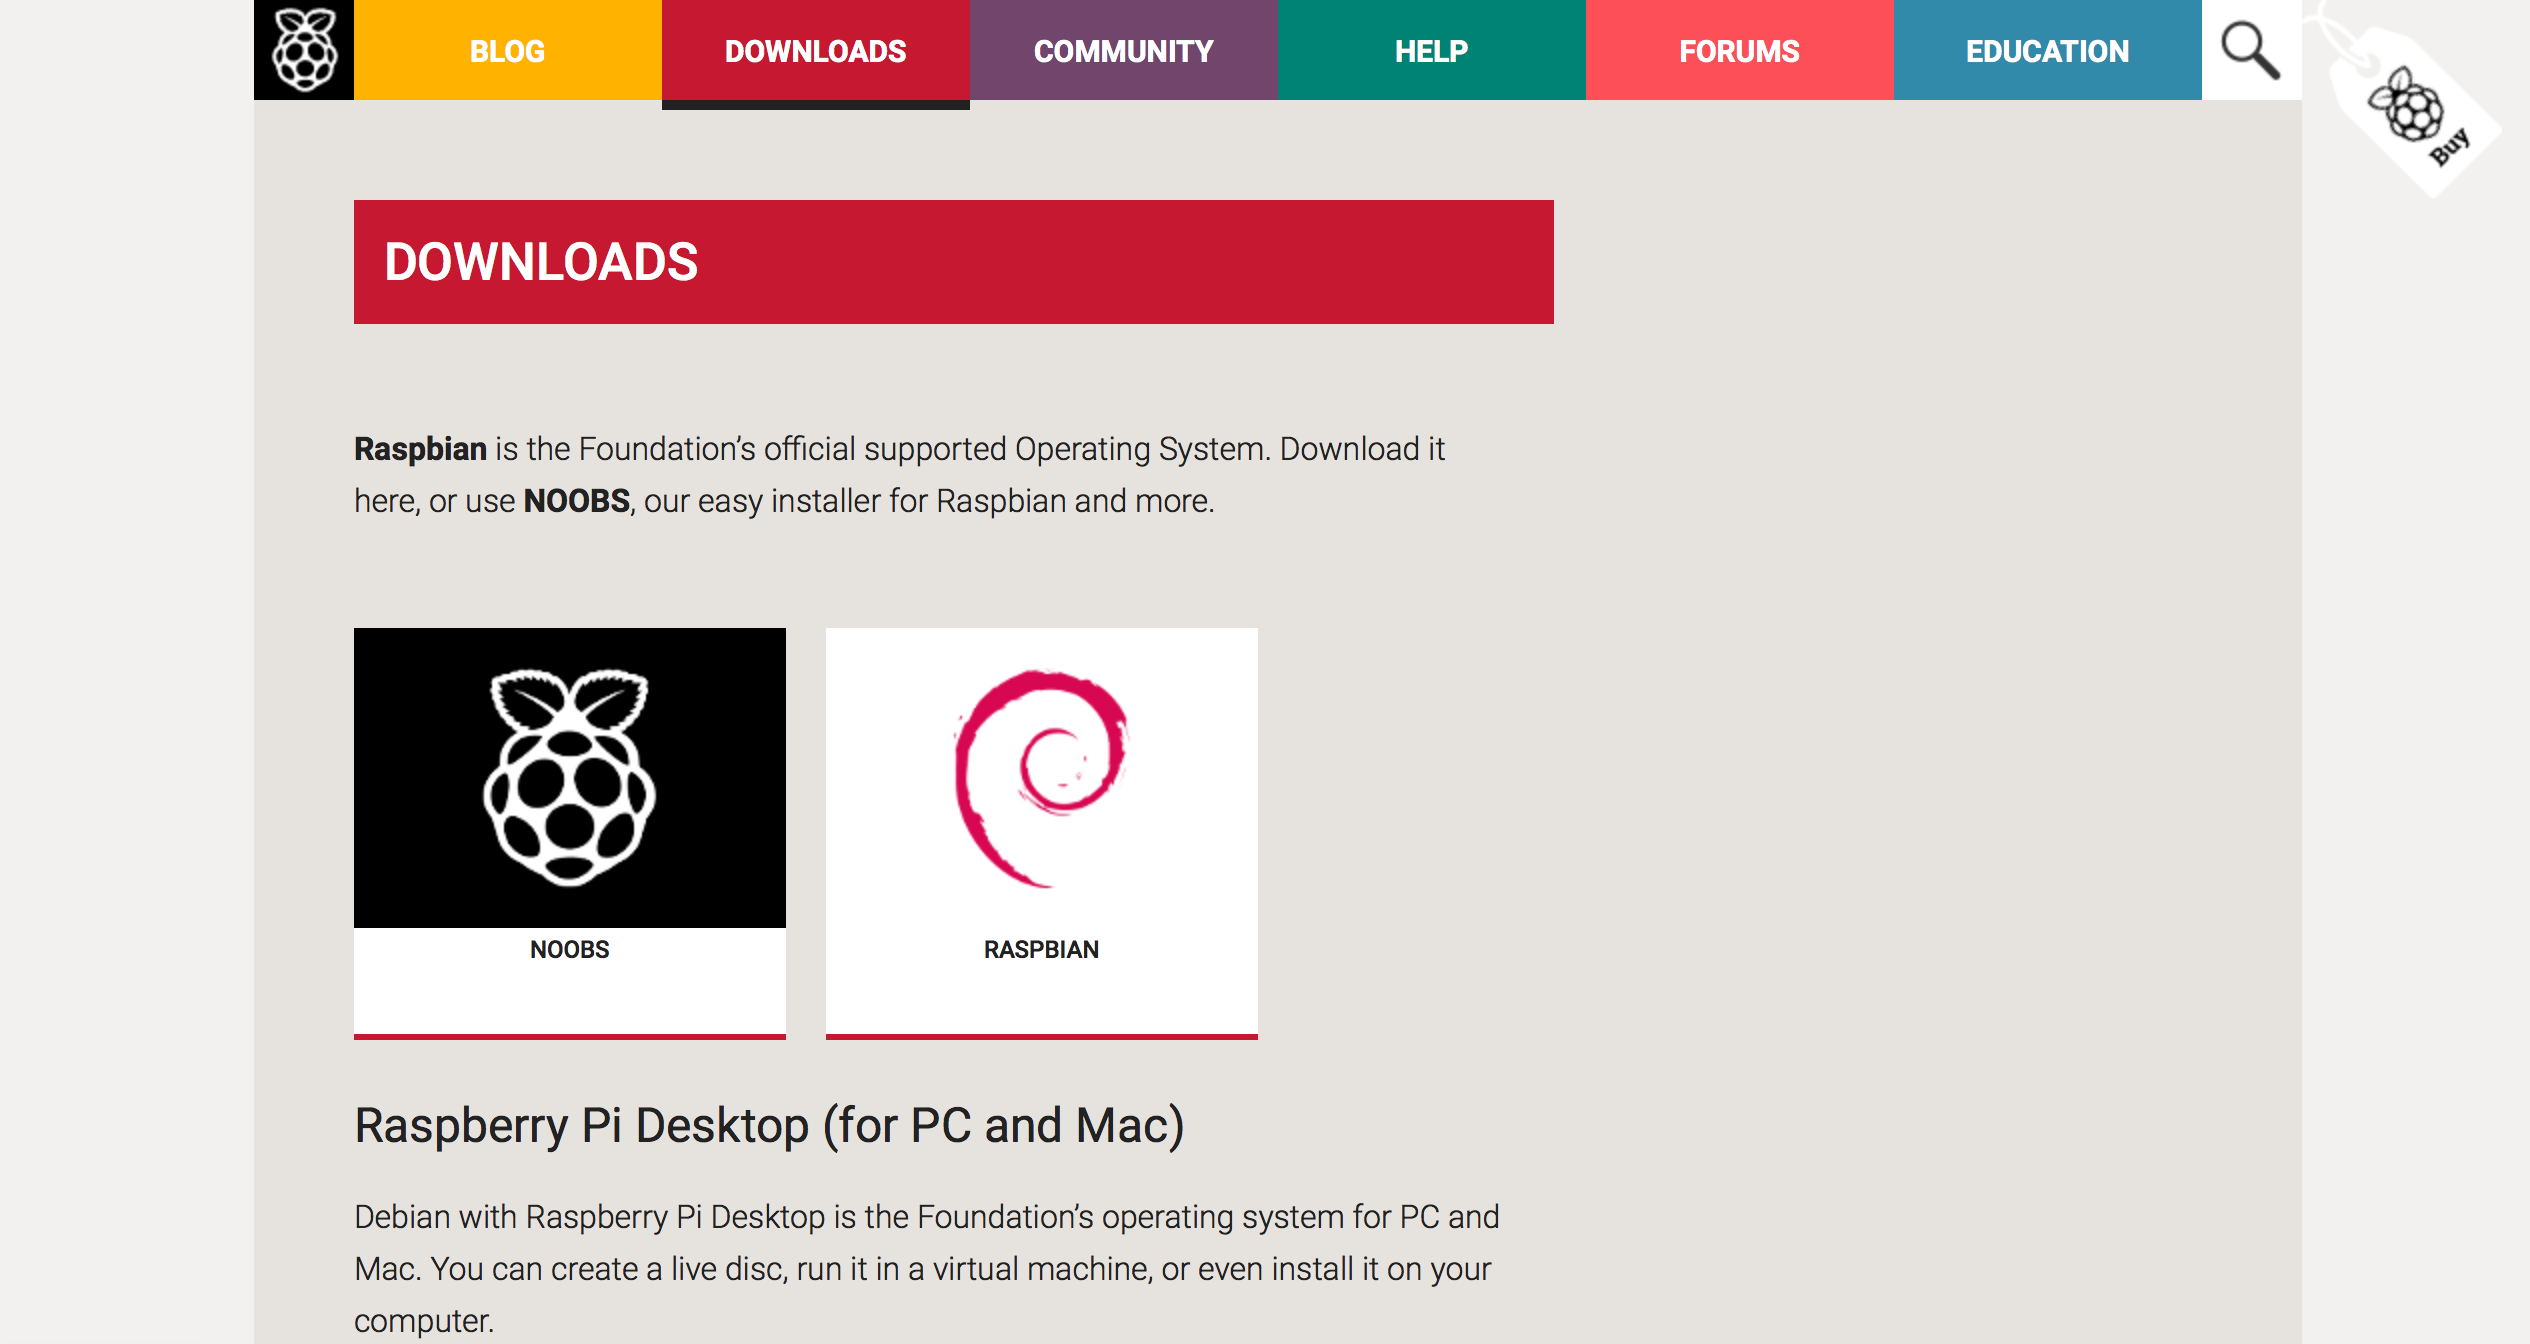 BLOG
DOWNLOADS
COMMUNITY
HELP
FORUMS
EDUCATION
Buy
DOWNLOADS
Raspbian is the Foundation’s official supported Operating System. Download it
here, or use NOOBS, our easy installer for Raspbian and more.
NOOBS
RASPBIAN
Raspberry Pi Desktop (for PC and Mac)
Debian with Raspberry Pi Desktop is the Foundation’s operating system for PC and
Mac. You can create a live disc, run it in a virtual machine, or even install it on your
computer.